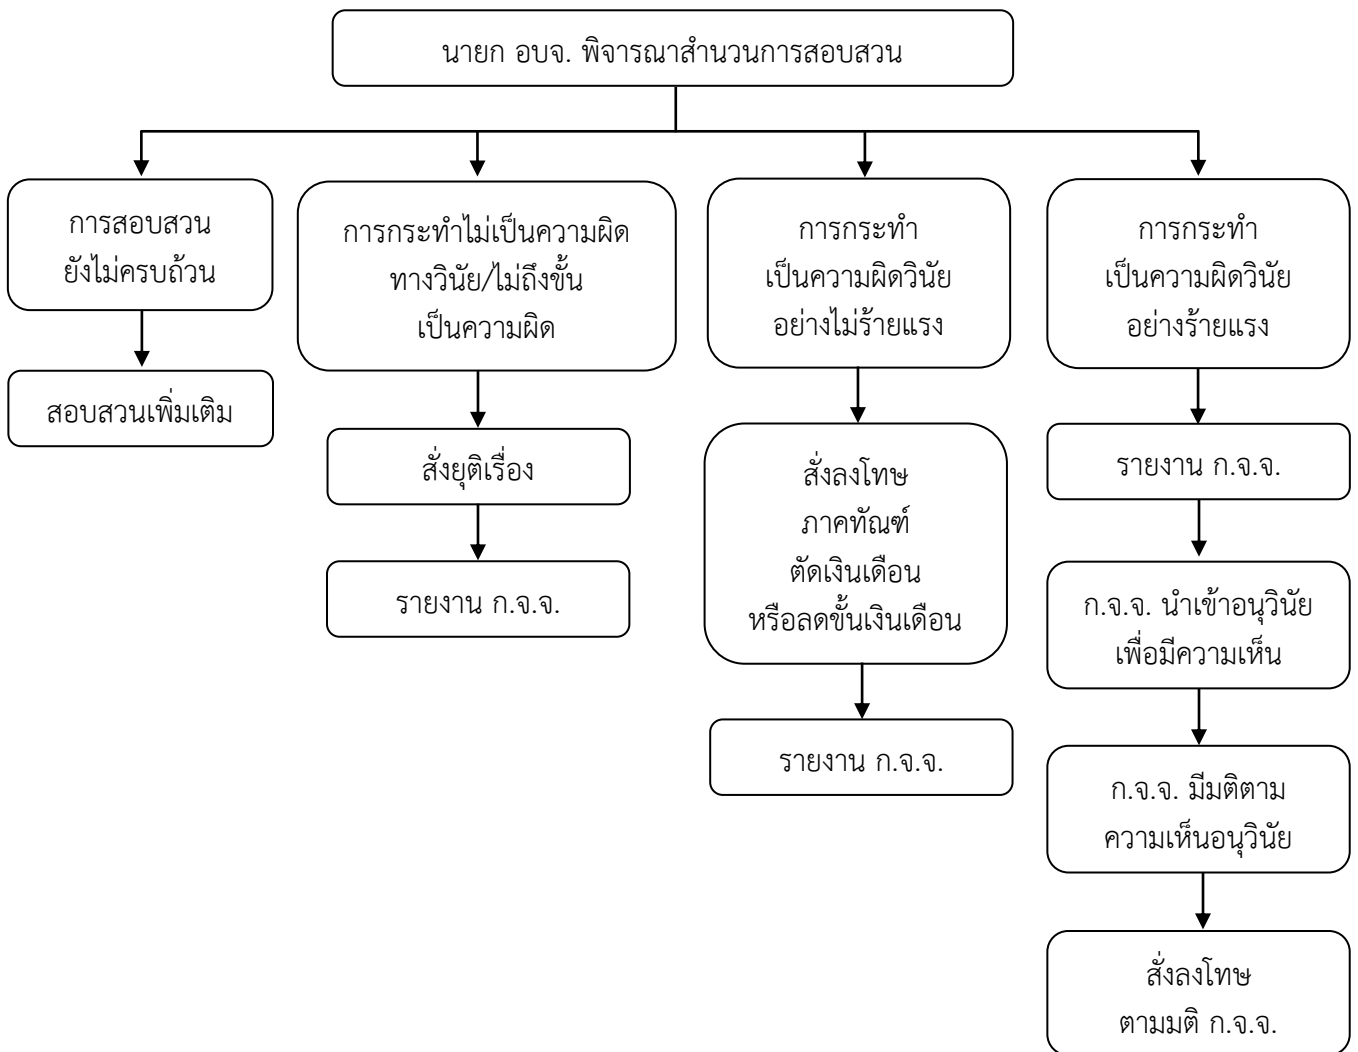 นายก อบจ. พิจารณาสำนวนการสอบสวน
การสอบสวน
ยังไม่ครบถ้วน
สอบสวนเพิ่มเติม
การกระทำไม่เป็นความผิด
ทางวินัย/ไม่ถึงขั้น
เป็นความผิด
สั่งยุติเรื่อง
รายงาน ก.จ.จ.
การกระทำ
เป็นความผิดวินัย
อย่างไม่ร้ายแรง
สั่งลงโทษ
ภาคทัณฑ์
ตัดเงินเดือน
หรือลดขั้นเงินเดือน
รายงาน ก.จ.จ.
การกระทำ
เป็นความผิดวินัย
อย่างร้ายแรง
รายงาน ก.จ.จ.
ก.จ.จ. นำเข้าอนุวินัย
เพื่อมีความเห็น
ก.จ.จ. มีมติตาม
ความเห็นอนุวินัย
สั่งลงโทษ
ตามมติ ก.จ.จ.